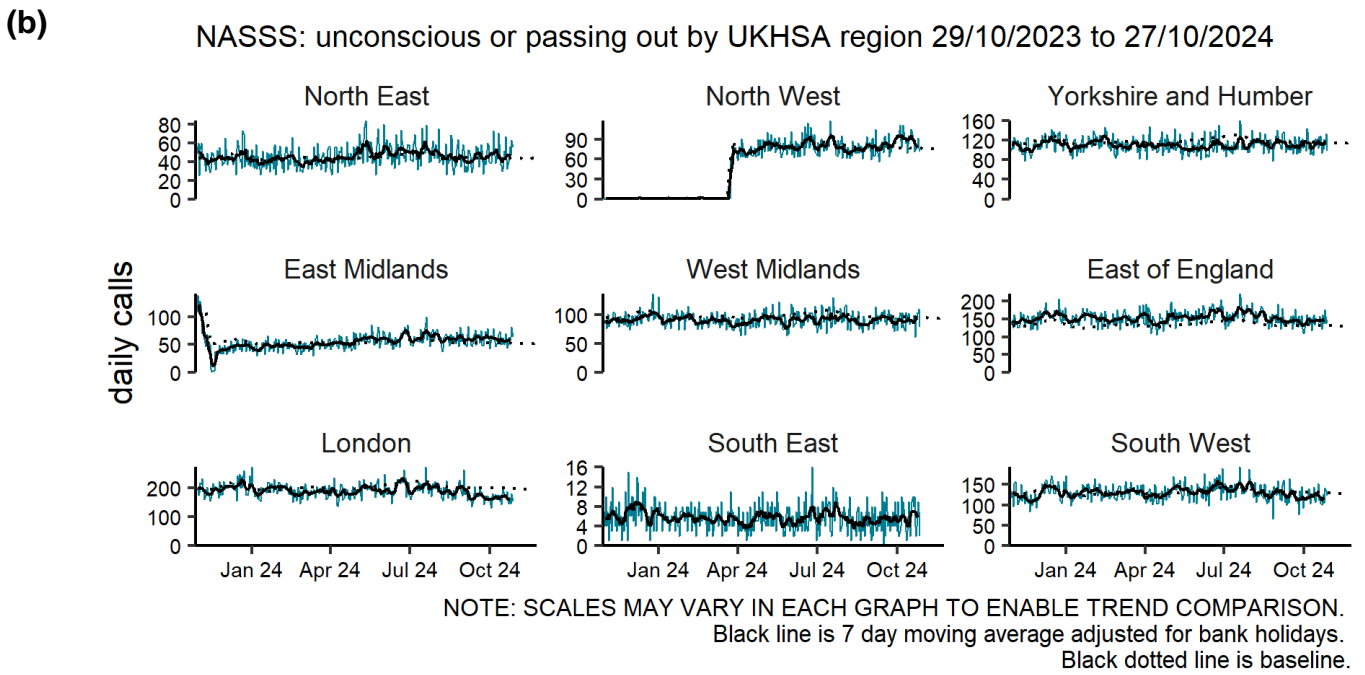 (b)
NASSS: unconscious or passing out by UKHSA region 29/10/2023 to 27/10/2024
North East
North West
Yorkshire and Humber
80
60
40
20
0
90
60
30
0
160
120
80
40
0
daily calls
East Midlands
West Midlands
East of England
100
50
0
100
50
0
200
150
100
50
0
London
South East
South West
200
100
0
16
12
8
4
0
150
100
50
0
Jan 24 Apr 24 Jul 24 Oct 24
Jan 24 Apr 24 Jul 24 Oct 24
Jan 24 Apr 24 Jul 24 Oct 24
NOTE: SCALES MAY VARY IN EACH GRAPH TO ENABLE TREND COMPARISON.
Black line is 7 day moving average adjusted for bank holidays.
Black dotted line is baseline.